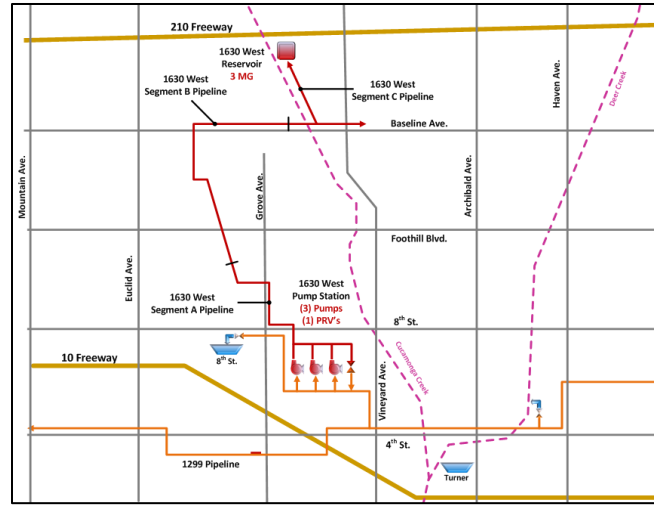 210 Freeway
1630 West
Reservoir
3 MG
1630 West
Segment B Pipeline
1630 West
Segment C Pipeline
Haven Ave.
Deer Creek
Baseline Ave.
Mountain Ave.
Grove Ave.
Archibald Ave.
Foothill Blvd.
Euclid Ave.
1630 West
Segment A Pipeline
1630 West
Pump Station
(3) Pumps
(1) PRV's
8th St.
8th St.
10 Freeway
Cucamonga Creek
Vineyard Ave.
4th St.
1299 Pipeline
Turner